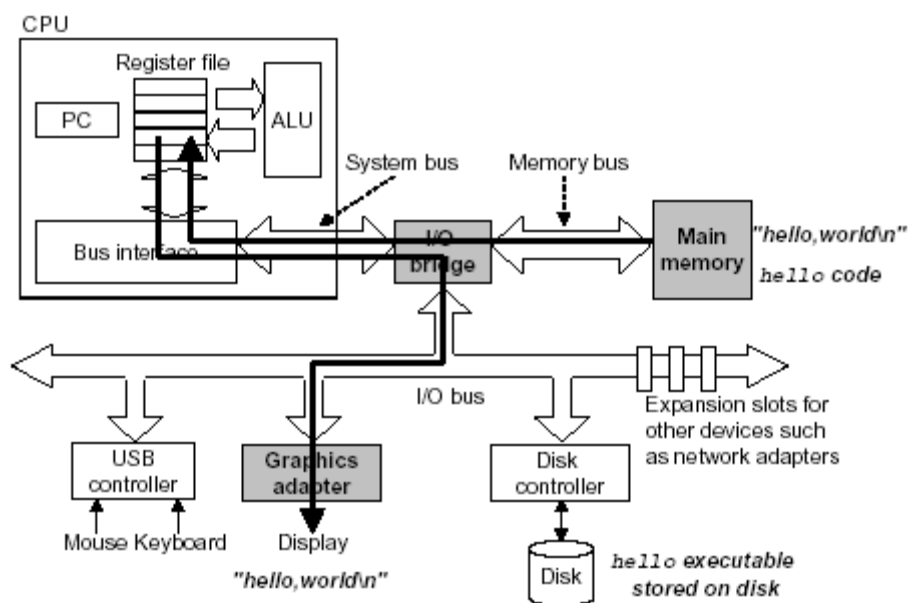 CPU
Register file
PC
ALU
System bus
Memory bus
Bus interface
I/O
bridge
Main
memory
"hello,world\n"
hello code
I/O bus
Expansion slots for
other devices such
as network adapters
USB
controller
Graphics
adapter
Disk
controller
Mouse Keyboard
Display
"hello,world\n"
Disk
hello executable
stored on disk